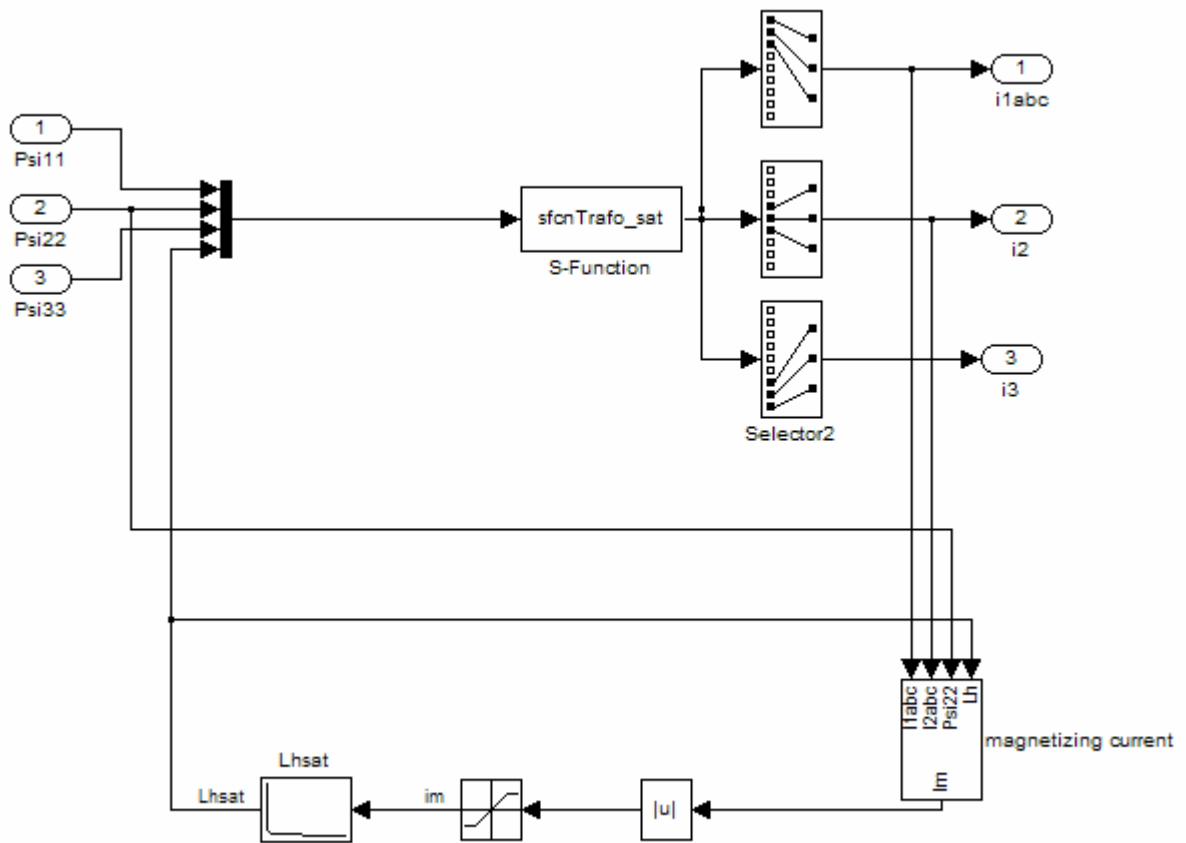 1
i1abc
1
Psi11
2
Psi22
3
Psi33
sfcnTrafo_sat
S-Function
2
i2
3
i3
Selector2
I1abc
I2abc
Psi22
Lh
Im
magnetizing current
Lhsat
Lhsat
im
|u|